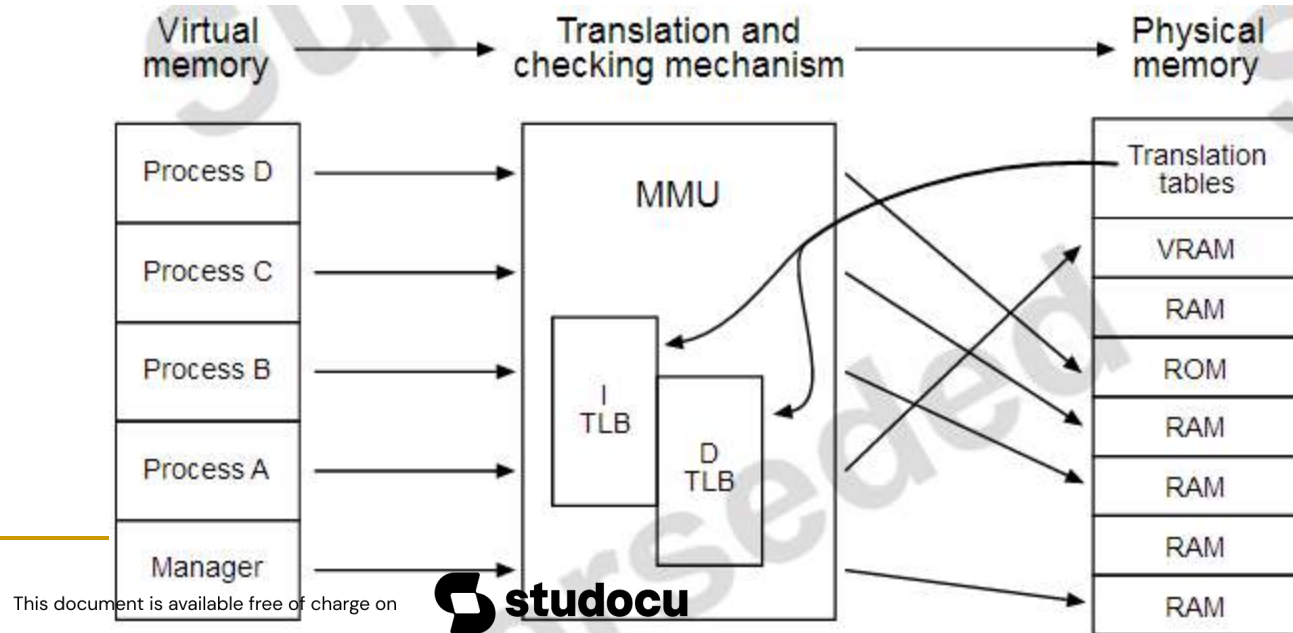 Virtual
memory
Translation and
checking mechanism
Physical
memory
Process D
Process C
Process B
Process A
Manager
MMU
I
TLB
D
TLB
Translation
tables
VRAM
RAM
ROM
RAM
RAM
RAM
RAM
This document is available free of charge on
studocu